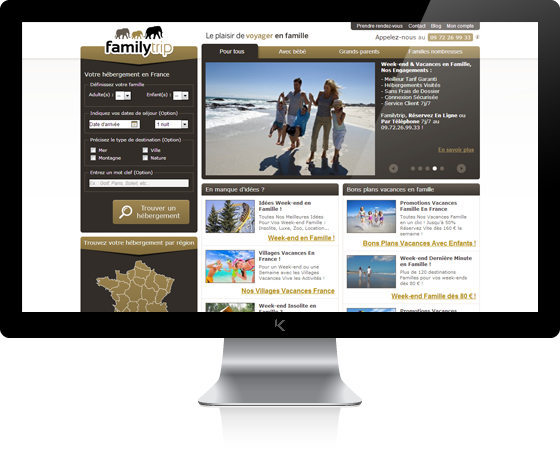 Prendre rendez-vous Contact Blog Mon compte
familytrip
Le plaisir de voyager en famille
Appelez-nous au 09 72 26 99 33
Pour tous Avec bébé Grands-parents Familles nombreuses
Votre hébergement en France
Définissez votre famille
Adulte(s) : -- Enfant(s) : --
Indiquez vos dates de séjour (Option)
Date d'arrivée 1 nuit
Précisez le type de destination (Option)
Mer Ville
Montagne Nature
Entrez un mot clef (Option)
Ex : Golf Parc Soleil etc.
Trouver un
hébergement
Trouvez votre hébergement par région
Week-end & Vacances en Famille,
Nos Engagements :
- Meilleur Tarif Garanti
- Hébergements Visités
- Sans Frais de Dossier
- Connexion Sécurisée
- Service Client 7j/7
Familytrip, Réservez En Ligne ou
Par Téléphone 7j/7 au
09.72.26.99.33 !
En savoir plus
En manque d'idées ?
Idées Week-end en
Famille !
Toutes Nos Meilleures Idées
Pour Vos Week-end Famille :
Insolite, Luxe, Zoo, Location...
Week-end en Famille !
Villages Vacances En
France !
Pour un Week-end ou une
Semaine avec les Villages
Vacances Vive les Activités !
Nos Villages Vacances France
Week-end Insolite en
Famille ?
Bons plans vacances en famille
Promotions Vacances
Famille En France
Toutes Nos Vacances Famille
en un clic ! Jusqu'à 50%
Réservez Vite dès 160 € la
semaine !
Bons Plans Vacances Avec Enfants !
Week-end Dernière Minute
en Famille !
Plus de 120 destinations
Familles pour vos week-ends
dès 80 € !
Week-end Famille dès 80 € !
Promotions Vacances